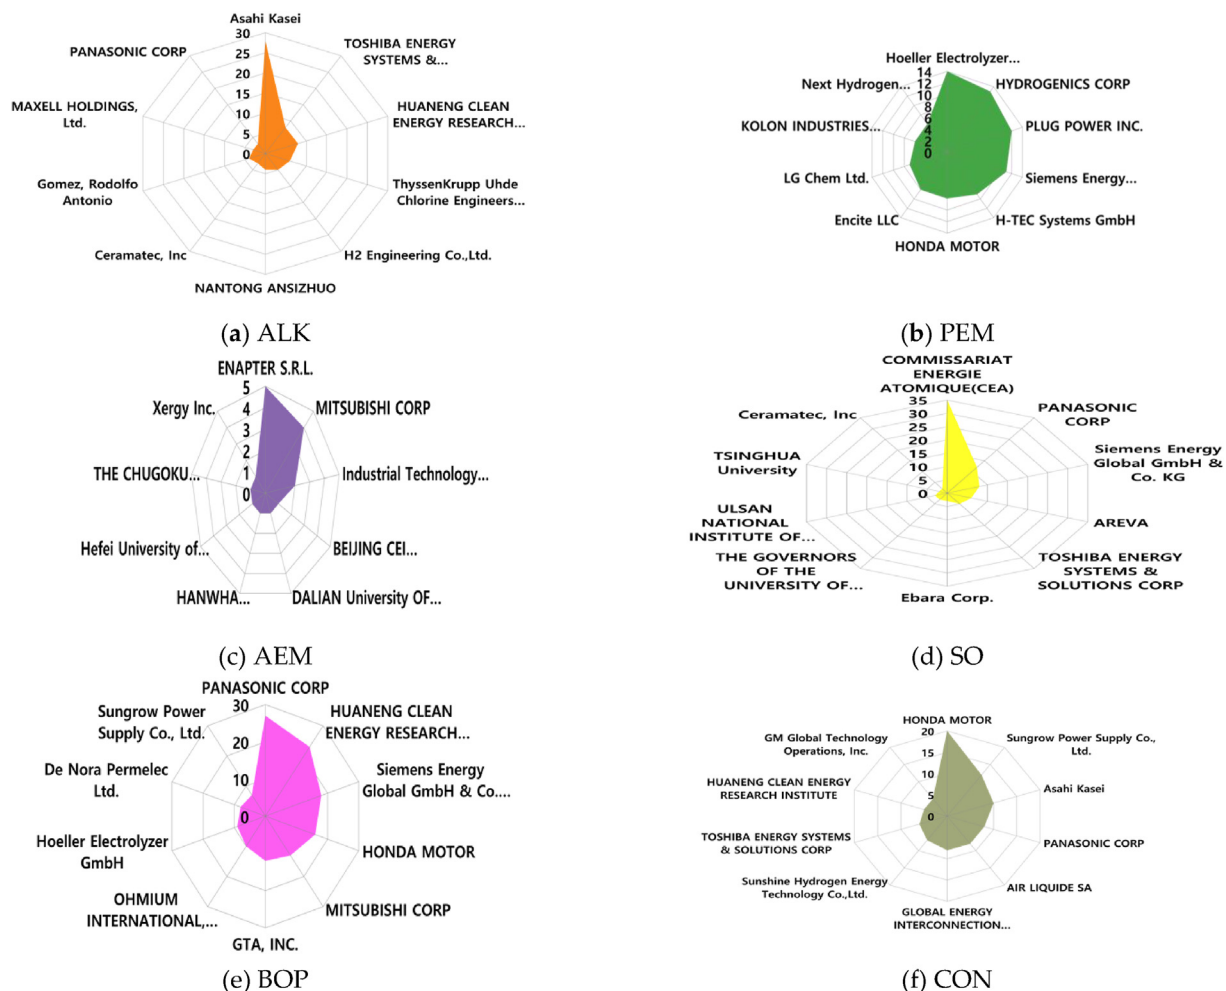 Asahi Kasei
30
25
20
15
10
5
0
TOSHIBA ENERGY
SYSTEMS &...
HUANENG CLEAN
ENERGY RESEARCH...
ThyssenKrupp Uhde
Chlorine Engineers...
H2 Engineering Co.,Ltd.
NANTONG ANSIZHUO
Ceramatec, Inc
Gomez, Rodolfo
Antonio
MAXELL HOLDINGS,
Ltd.
PANASONIC CORP
(a) ALK
Hoeller Electrolyzer...
14
12
10
8
6
4
2
0
HYDROGENICS CORP
PLUG POWER INC.
Siemens Energy...
H-TEC Systems GmbH
HONDA MOTOR
Encite LLC
LG Chem Ltd.
KOLON INDUSTRIES...
Next Hydrogen...
(b) PEM
ENAPTER S.R.L.
5
4
3
2
1
0
MITSUBISHI CORP
Industrial Technology...
BEIJING CEI...
DALIAN University OF...
HANWHA...
Hefei University of...
THE CHUGOKU...
Xergy Inc.
(c) AEM
COMMISSARIAT
ENERGIE
ATOMIQUE(CEA)
35
30
25
20
15
10
5
0
PANASONIC
CORP
Siemens Energy
Global GmbH &
Co. KG
AREVA
TOSHIBA ENERGY
SYSTEMS &
SOLUTIONS CORP
Ebara Corp.
THE GOVERNORS
OF THE
UNIVERSITY OF...
ULSAN
NATIONAL
INSTITUTE OF...
TSINGHUA
University
Ceramatec, Inc
(d) SO
PANASONIC CORP
30
20
10
0
HUANENG CLEAN
ENERGY RESEARCH...
Siemens Energy
Global GmbH & Co....
HONDA MOTOR
MITSUBISHI CORP
GTA, INC.
OHMIUM
INTERNATIONAL,...
Hoeller Electrolyzer
GmbH
De Nora Permelec
Ltd.
Sungrow Power
Supply Co., Ltd.
(e) BOP
HONDA MOTOR
20
15
10
5
0
Sungrow Power Supply Co.,
Ltd.
Asahi Kasei
PANASONIC CORP
AIR LIQUIDE SA
GLOBAL ENERGY
INTERCONNECTION...
Sunshine Hydrogen Energy
Technology Co.,Ltd.
TOSHIBA ENERGY SYSTEMS
& SOLUTIONS CORP
HUANENG CLEAN ENERGY
RESEARCH INSTITUTE
GM Global Technology
Operations, Inc.
(f) CON